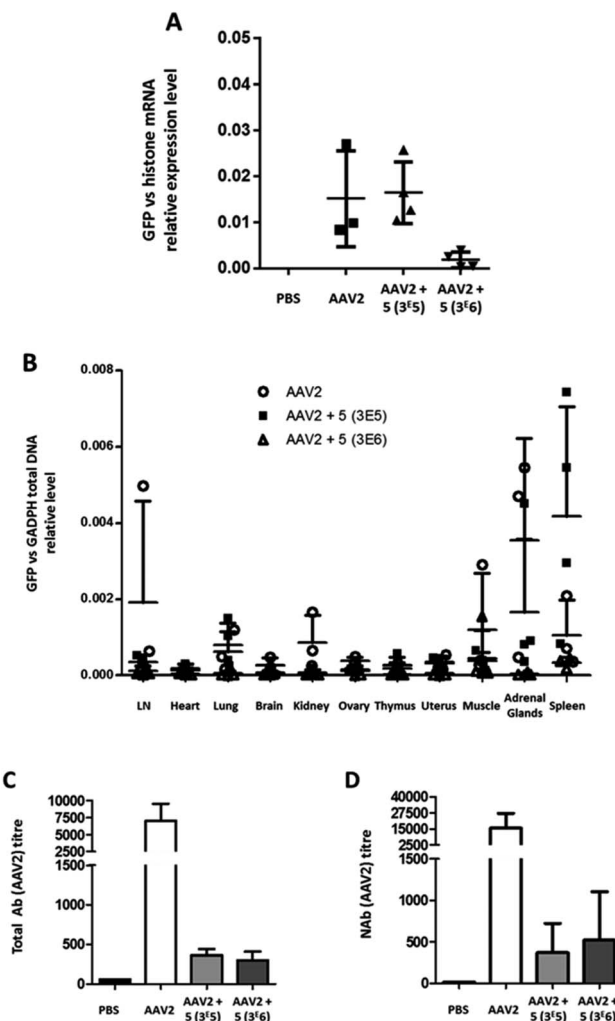 A
GFP vs histone mRNA
relative expression level
0.05
0.04
0.03
0.02
0.01
0.00
PBS
AAV2
AAV2 +
5 (3ᴱ5)
AAV2 +
5 (3ᴱ6)
B
GFP vs GADPH total DNA
relative level
0.008
0.006
0.004
0.002
0.000
AAV2
AAV2 + 5 (3E5)
AAV2 + 5 (3E6)
LN
Heart
Lung
Brain
Kidney
Ovary
Thymus
Uterus
Muscle
Adrenal
Glands
Spleen
C
Total Ab (AAV2) titre
10000
7500
5000
2500
1500
1000
500
0
PBS
AAV2
AAV2 +
5 (3ᴱ5)
AAV2 +
5 (3ᴱ6)
D
NAb (AAV2) titre
40000
27500
15000
2500
1500
1000
500
0
PBS
AAV2
AAV2 +
5 (3ᴱ5)
AAV2 +
5 (3ᴱ6)